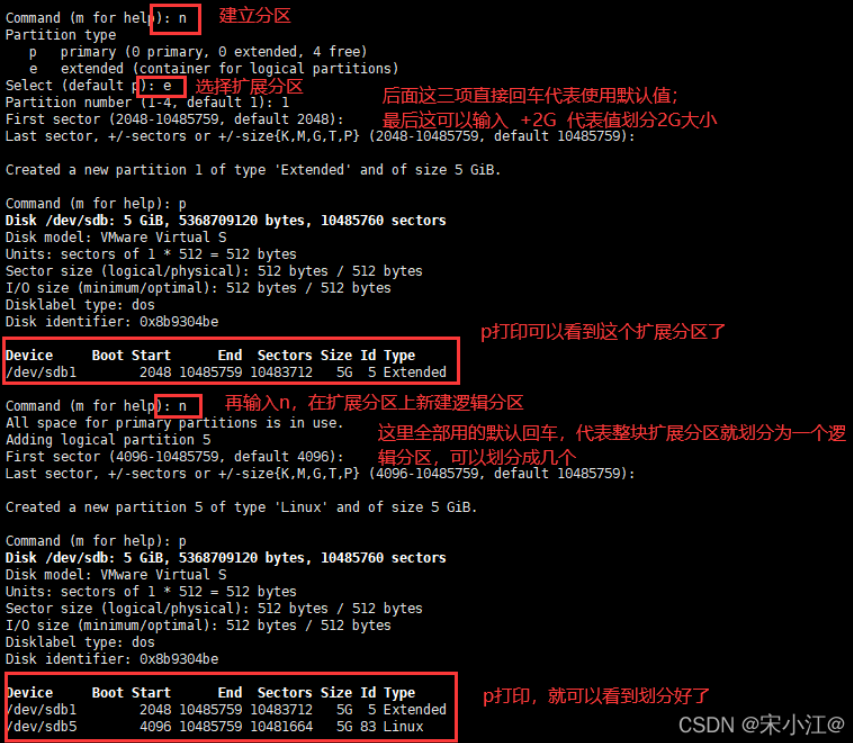 Command (m for help): n 建立分区
Partition type
p primary (0 primary, 0 extended, 4 free)
e extended (container for logical partitions)
Select (default p): e 选择扩展分区
Partition number (1-4, default 1): 1 后面这三项直接回车代表使用默认值;
First sector (2048-10485759, default 2048): 最后这可以输入 +2G 代表值划分2G大小
Last sector, +/-sectors or +/-size{K,M,G,T,P} (2048-10485759, default 10485759):
Created a new partition 1 of type 'Extended' and of size 5 GiB.
Command (m for help): p
Disk /dev/sdb: 5 GiB, 5368709120 bytes, 10485760 sectors
Disk model: VMware Virtual S
Units: sectors of 1 * 512 = 512 bytes
Sector size (logical/physical): 512 bytes / 512 bytes
I/O size (minimum/optimal): 512 bytes / 512 bytes
Disklabel type: dos
Disk identifier: 0x8b9304be
p打印可以看到这个扩展分区了
Device Boot Start End Sectors Size Id Type
/dev/sdb1 2048 10485759 10483712 5G 5 Extended
Command (m for help): n 再输入n，在扩展分区上新建逻辑分区
All space for primary partitions is in use.
Adding logical partition 5 这里全部用的默认回车，代表整块扩展分区就划分为一个逻
First sector (4096-10485759, default 4096): 辑分区，可以划分成几个
Last sector, +/-sectors or +/-size{K,M,G,T,P} (4096-10485759, default 10485759):
Created a new partition 5 of type 'Linux' and of size 5 GiB.
Command (m for help): p
Disk /dev/sdb: 5 GiB, 5368709120 bytes, 10485760 sectors
Disk model: VMware Virtual S
Units: sectors of 1 * 512 = 512 bytes
Sector size (logical/physical): 512 bytes / 512 bytes
I/O size (minimum/optimal): 512 bytes / 512 bytes
Disklabel type: dos
Disk identifier: 0x8b9304be
Device Boot Start End Sectors Size Id Type p打印，就可以看到划分好了
/dev/sdb1 2048 10485759 10483712 5G 5 Extended
/dev/sdb5 4096 10485759 10481664 5G 83 Linux
CSDN @宋小江@